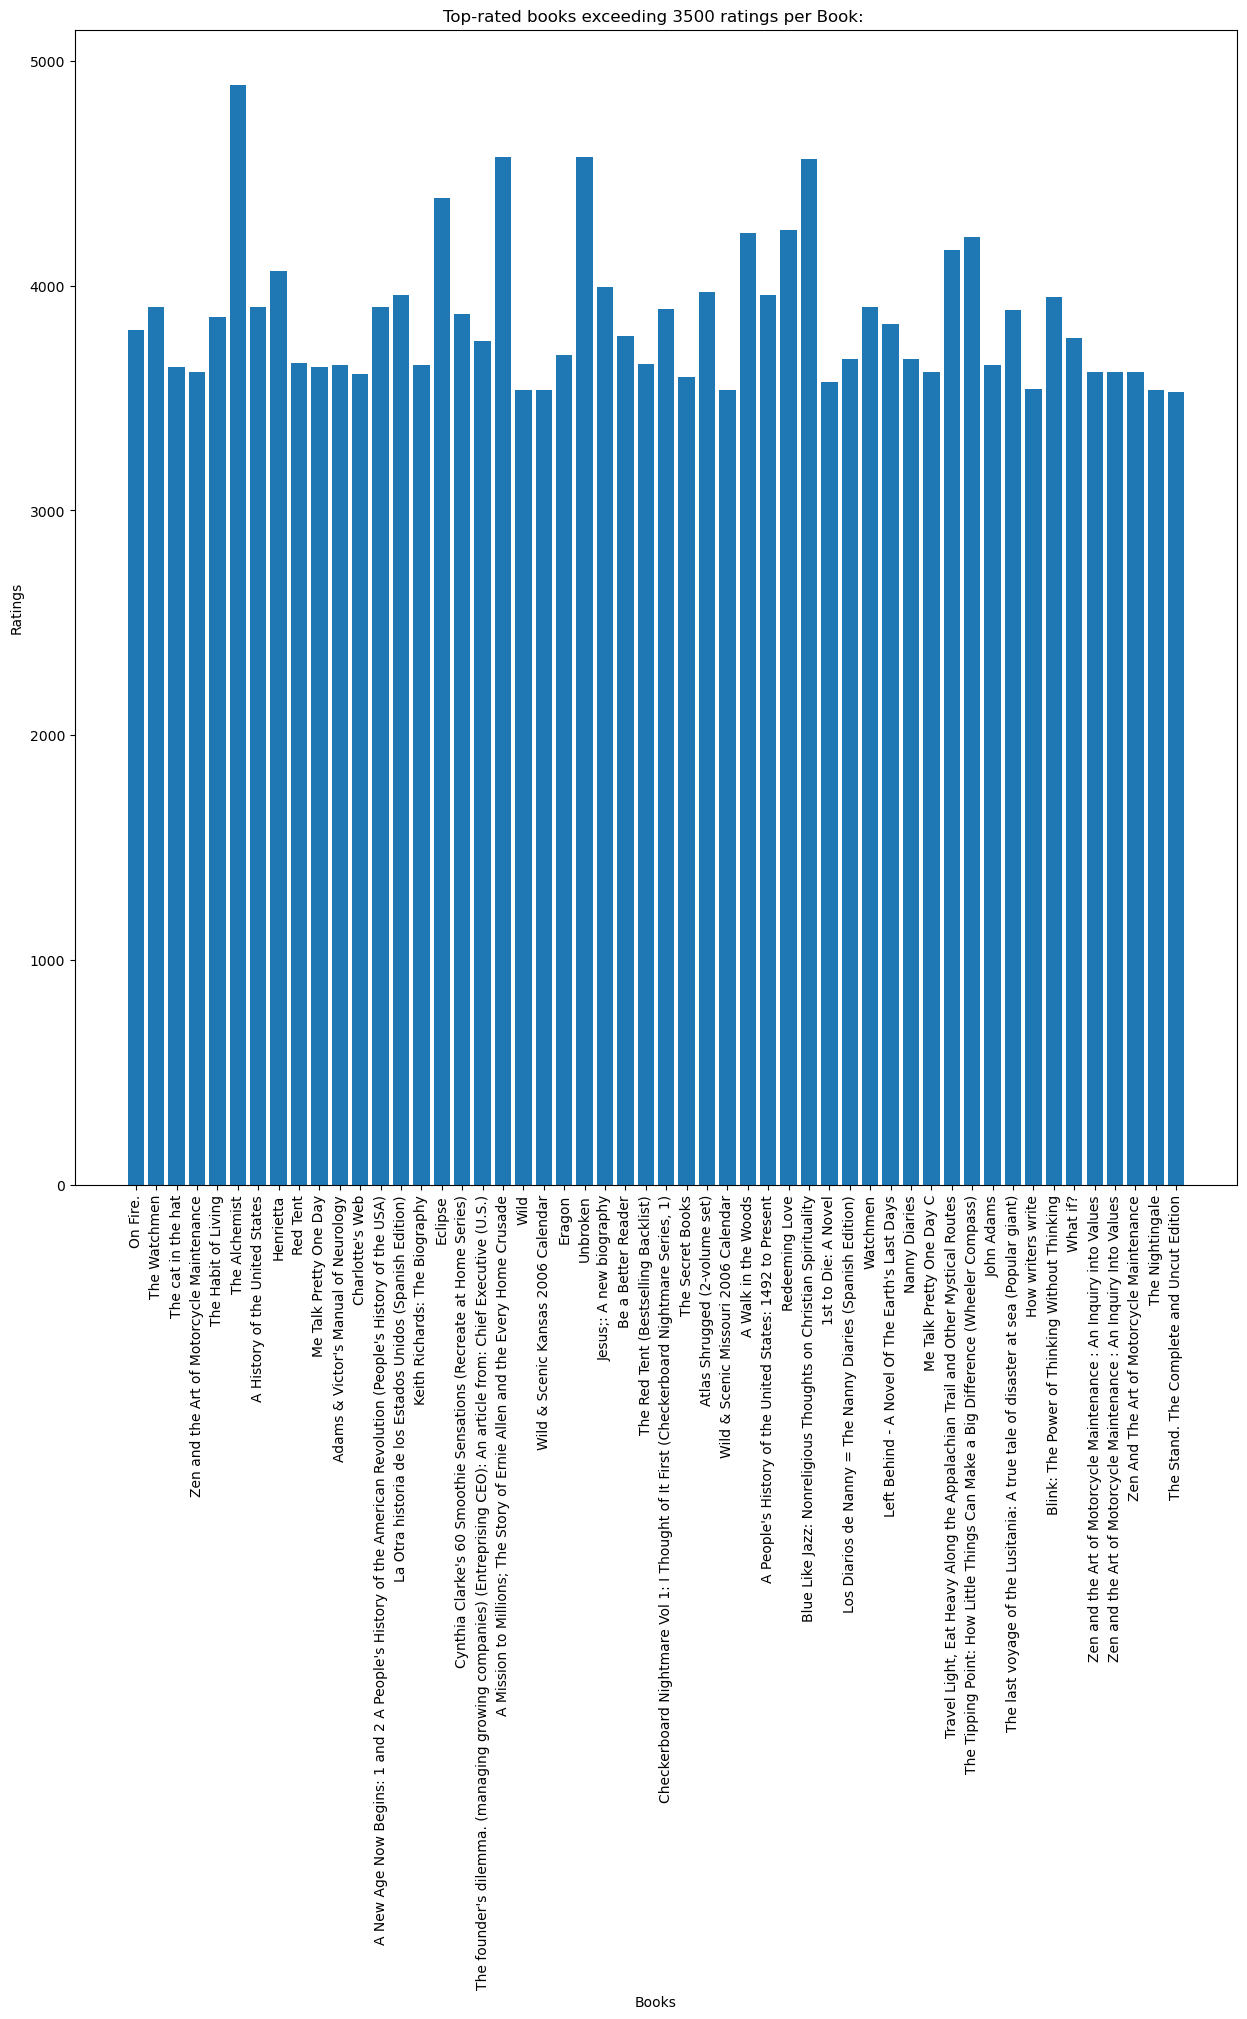 Top-rated books exceeding 3500 ratings per Book:
5000
4000
3000
2000
1000
0
Ratings
On Fire.
The Watchmen
The cat in the hat
Zen and the Art of Motorcycle Maintenance
The Habit of Living
The Alchemist
A History of the United States
Henrietta
Red Tent
Me Talk Pretty One Day
Adams & Victor's Manual of Neurology
Charlotte's Web
A New Age Now Begins: 1 and 2 A People's History of the American Revolution (People's History of the USA)
La Otra historia de los Estados Unidos (Spanish Edition)
Keith Richards: The Biography
Eclipse
Cynthia Clarke's 60 Smoothie Sensations (Recreate at Home Series)
The founder's dilemma. (managing growing companies) (Entreprising CEO): An article from: Chief Executive (U.S.)
A Mission to Millions; The Story of Ernie Allen and the Every Home Crusade
Wild
Wild & Scenic Kansas 2006 Calendar
Eragon
Unbroken
Jesus;: A new biography
Be a Better Reader
The Red Tent (Bestselling Backlist)
Checkerboard Nightmare Vol 1: I Thought of It First (Checkerboard Nightmare Series, 1)
The Secret Books
Atlas Shrugged (2-volume set)
Wild & Scenic Missouri 2006 Calendar
A Walk in the Woods
A People's History of the United States: 1492 to Present
Redeeming Love
Blue Like Jazz: Nonreligious Thoughts on Christian Spirituality
1st to Die: A Novel
Los Diarios de Nanny = The Nanny Diaries (Spanish Edition)
Watchmen
Left Behind - A Novel Of The Earth's Last Days
Nanny Diaries
Me Talk Pretty One Day C
Travel Light, Eat Heavy Along the Appalachian Trail and Other Mystical Routes
The Tipping Point: How Little Things Can Make a Big Difference (Wheeler Compass)
John Adams
The last voyage of the Lusitania: A true tale of disaster at sea (Popular giant)
How writers write
Blink: The Power of Thinking Without Thinking
What if?
Zen and the Art of Motorcycle Maintenance : An Inquiry into Values
Zen and the Art of Motorcycle Maintenance : An Inquiry Into Values
Zen And The Art of Motorcycle Maintenance
The Nightingale
The Stand. The Complete and Uncut Edition
Books